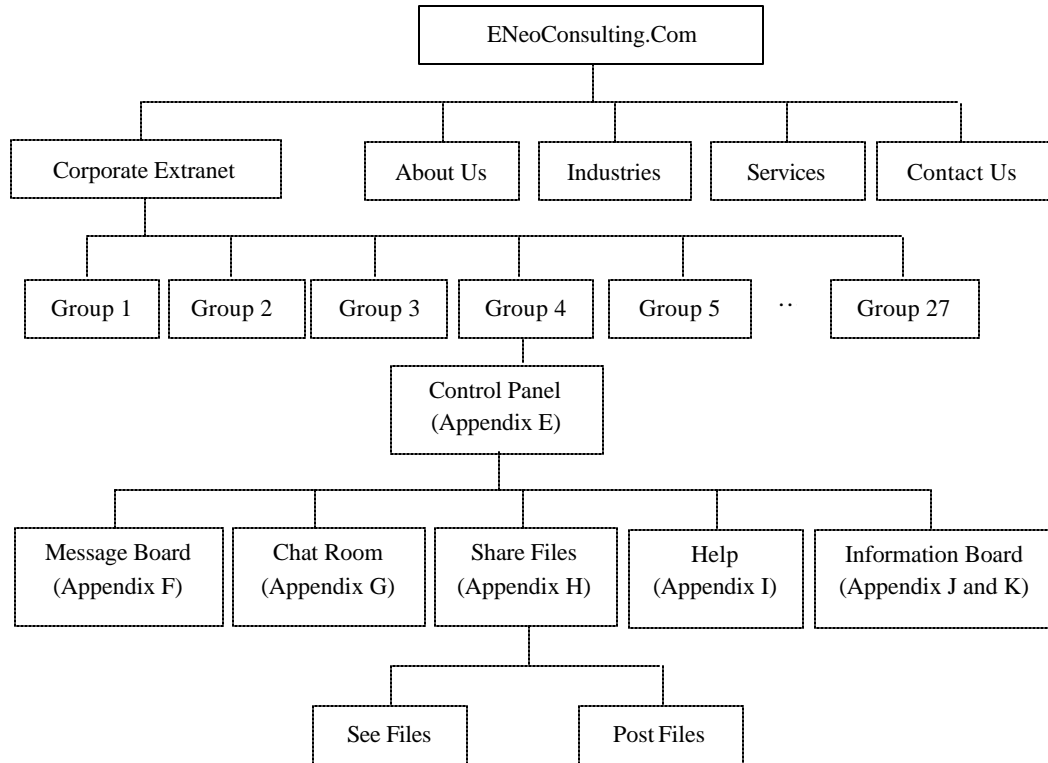 ENeoConsulting.Com
Corporate Extranet
About Us
Industries
Services
Contact Us
Group 1
Group 2
Group 3
Group 4
Group 5
..
Group 27
Control Panel
(Appendix E)
Message Board
(Appendix F)
Chat Room
(Appendix G)
Share Files
(Appendix H)
Help
(Appendix I)
Information Board
(Appendix J and K)
See Files
Post Files